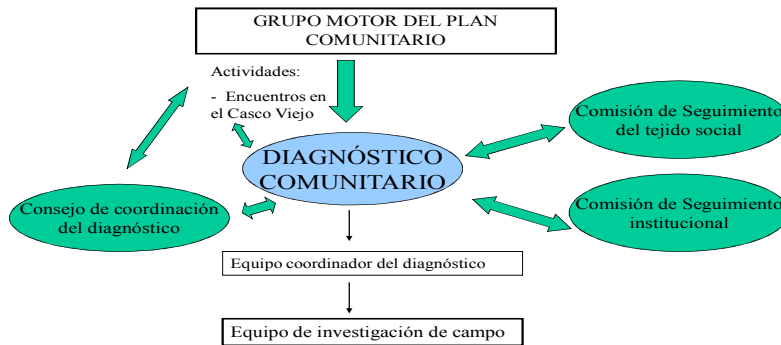 GRUPO MOTOR DEL PLAN
COMUNITARIO
Actividades:
- Encuentros en
el Casco Viejo
Comisión de Seguimiento
del tejido social
DIAGNÓSTICO
COMUNITARIO
Consejo de coordinación
del diagnóstico
Comisión de Seguimiento
institucional
Equipo coordinador del diagnóstico
Equipo de investigación de campo